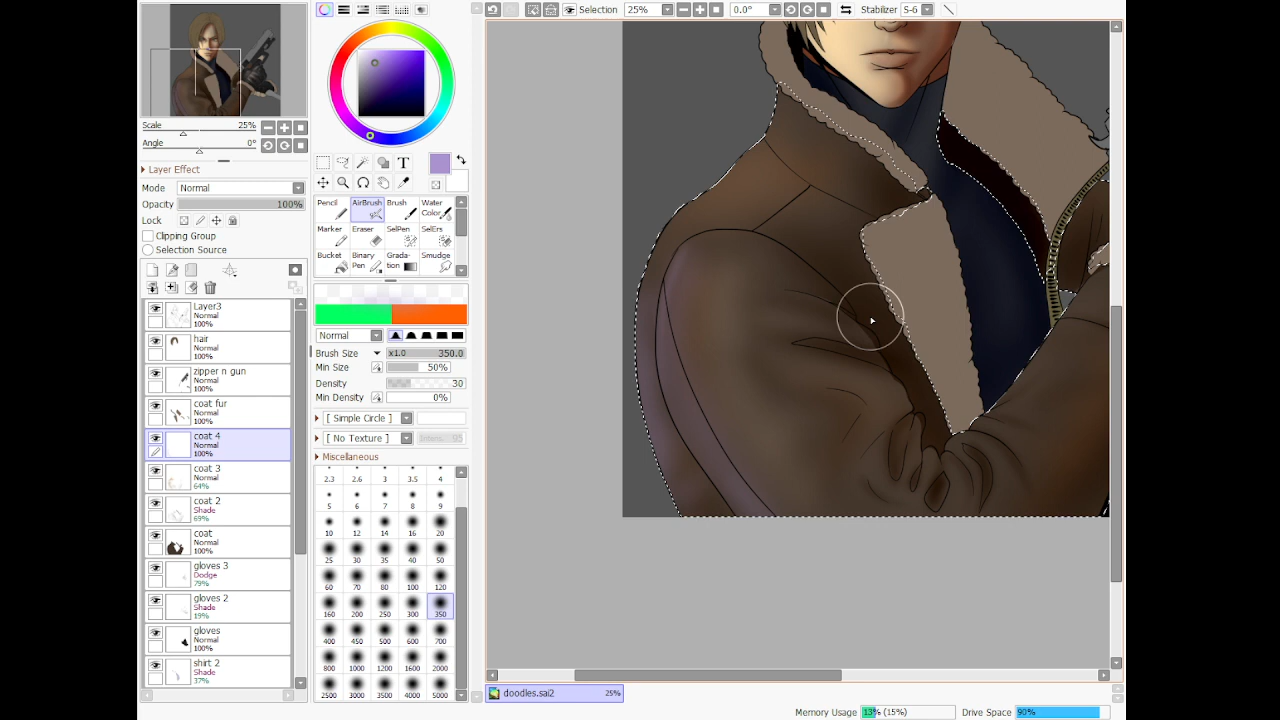 Selection 25% 0.0° Stabilizer S-6
Scale 25%
Angle 0°
Layer Effect
Mode Normal
Opacity 100%
Lock
Clipping Group
Selection Source
Layer3
Normal
100%
hair
Normal
100%
zipper n gun
Normal
100%
coat fur
Normal
100%
coat 4
Normal
100%
coat 3
Normal
64%
coat 2
Shade
69%
coat
Normal
100%
gloves 3
Dodge
79%
gloves 2
Shade
19%
gloves
Normal
100%
shirt 2
Shade
37%
T
Pencil AirBrush Brush Water Color
Marker Eraser SelPen SelErs
Bucket Binary Pen Gradation Smudge
Normal
Brush Size x1.0 350.0
Min Size 50%
Density 30
Min Density 0%
[ Simple Circle ]
[ No Texture ] Intens. 95
Miscellaneous
2.3 2.6 3 3.5 4
5 6 7 8 9
10 12 14 16 20
25 30 35 40 50
60 70 80 100 120
160 200 250 300 350
400 450 500 600 700
800 1000 1200 1600 2000
2500 3000 3500 4000 5000
doodles.sai2 25%
Memory Usage 13% (15%) Drive Space 90%